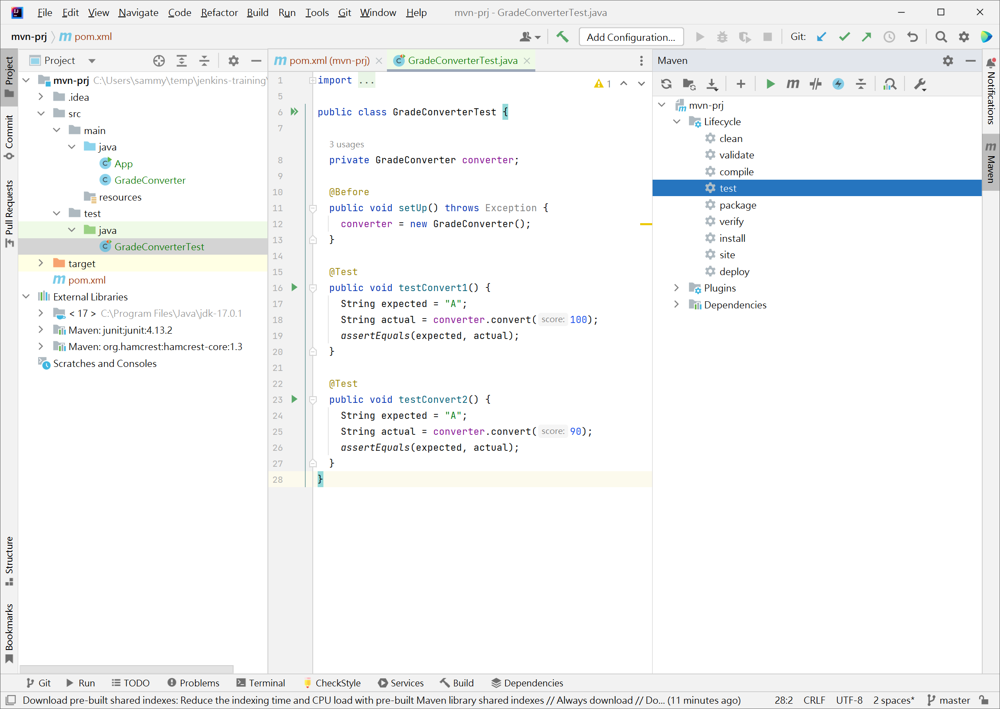 File Edit View Navigate Code Refactor Build Run Tools Git Window Help mvn-prj - GradeConverterTest.java
mvn-prj pom.xml Add Configuration... Git:
Project
Commit
Pull Requests
Structure
Bookmarks
Project
mvn-prj C:\Users\sammy\temp\jenkins-training\
.idea
src
main
java
App
GradeConverter
resources
test
java
GradeConverterTest
target
pom.xml
External Libraries
< 17 > C:\Program Files\Java\jdk-17.0.1
Maven: junit:junit:4.13.2
Maven: org.hamcrest:hamcrest-core:1.3
Scratches and Consoles
pom.xml (mvn-prj) GradeConverterTest.java
1 import ... 1
5
6 public class GradeConverterTest {
7
3 usages
8 private GradeConverter converter;
9
10 @Before
11 public void setUp() throws Exception {
12 converter = new GradeConverter();
13 }
14
15 @Test
16 public void testConvert1() {
17 String expected = "A";
18 String actual = converter.convert( score: 100);
19 assertEquals(expected, actual);
20 }
21
22 @Test
23 public void testConvert2() {
24 String expected = "A";
25 String actual = converter.convert( score: 90);
26 assertEquals(expected, actual);
27 }
28 }
Maven
mvn-prj
Lifecycle
clean
validate
compile
test
package
verify
install
site
deploy
Plugins
Dependencies
Notifications
Maven
Git Run TODO Problems Terminal CheckStyle Services Build Dependencies
Download pre-built shared indexes: Reduce the indexing time and CPU load with pre-built Maven library shared indexes // Always download // Do... (11 minutes ago) 28:2 CRLF UTF-8 2 spaces* master